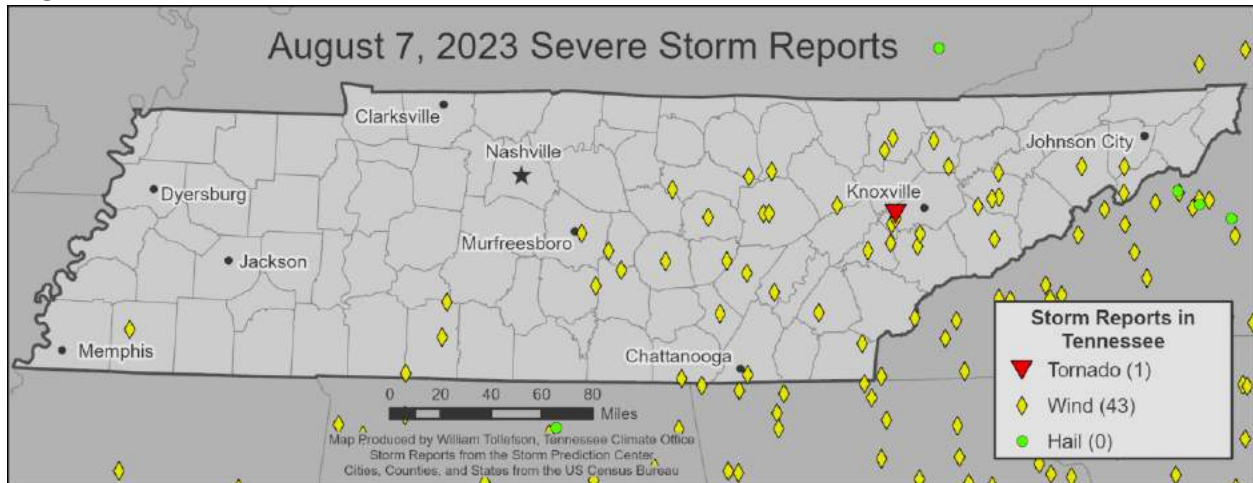 August 7, 2023 Severe Storm Reports
Clarksville
Nashville
Johnson City
Dyersburg
Knoxville
Murfreesboro
Jackson
Memphis
Chattanooga
Storm Reports in
Tennessee
Tornado (1)
Wind (43)
Hail (0)
0 20 40 60 80
Miles
Map Produced by William Tollefson, Tennessee Climate Office
Storm Reports from the Storm Prediction Center
Cities, Counties, and States from the US Census Bureau